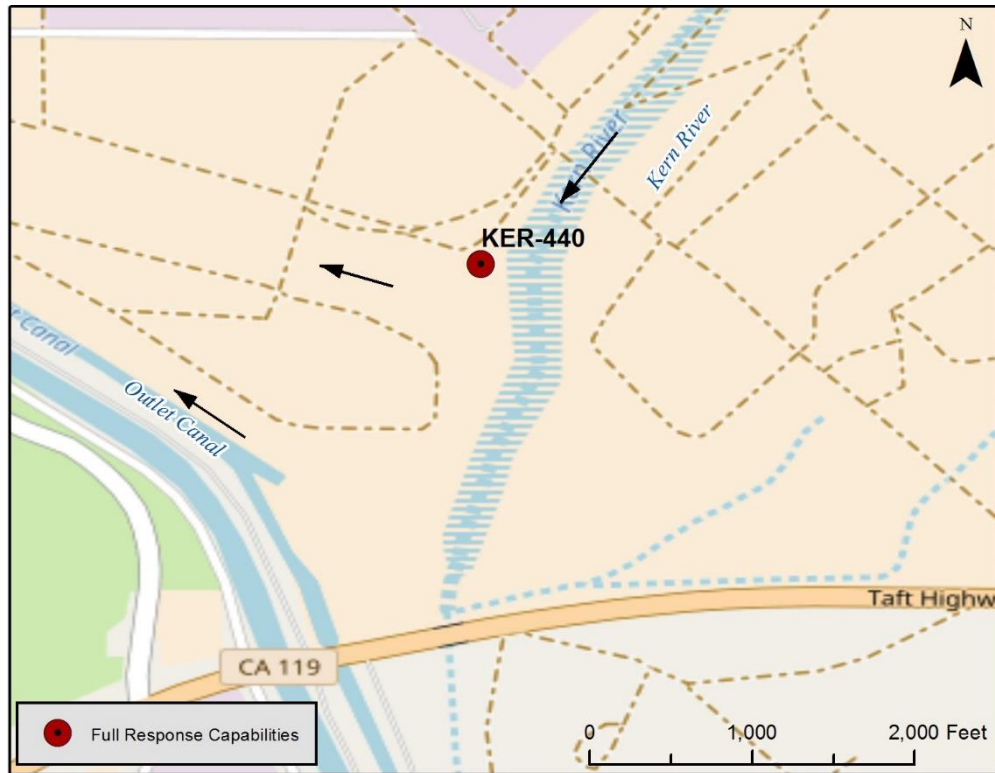 N
Kern River
Kern River
KER-440
t Canal
Outlet Canal
Taft Highw
CA 119
Full Response Capabilities
0 1,000 2,000 Feet